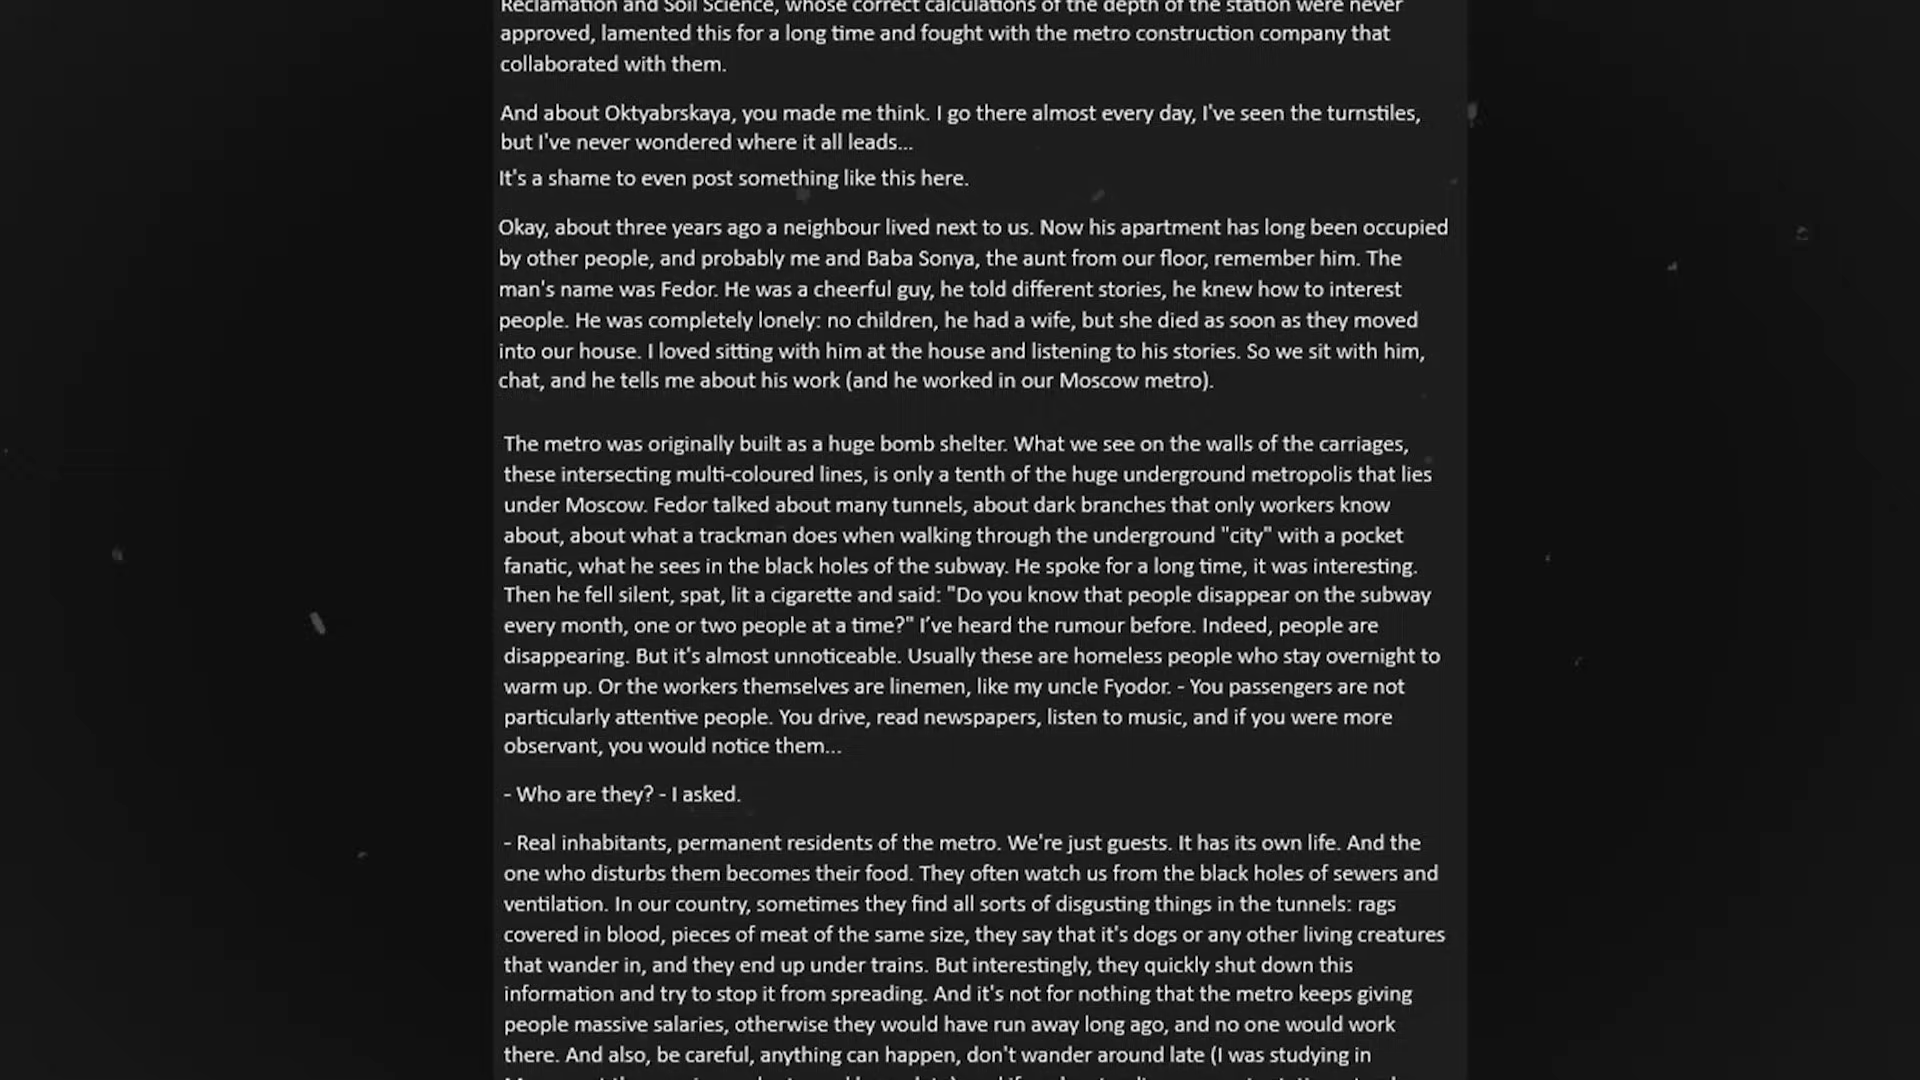 Reclamation and Soil Science, whose correct calculations of the depth of the station were never
approved, lamented this for a long time and fought with the metro construction company that
collaborated with them.
And about Oktyabrskaya, you made me think. I go there almost every day, I've seen the turnstiles,
but I've never wondered where it all leads...
It's a shame to even post something like this here.
Okay, about three years ago a neighbour lived next to us. Now his apartment has long been occupied
by other people, and probably me and Baba Sonya, the aunt from our floor, remember him. The
man's name was Fedor. He was a cheerful guy, he told different stories, he knew how to interest
people. He was completely lonely: no children, he had a wife, but she died as soon as they moved
into our house. I loved sitting with him at the house and listening to his stories. So we sit with him,
chat, and he tells me about his work (and he worked in our Moscow metro).
The metro was originally built as a huge bomb shelter. What we see on the walls of the carriages,
these intersecting multi-coloured lines, is only a tenth of the huge underground metropolis that lies
under Moscow. Fedor talked about many tunnels, about dark branches that only workers know
about, about what a trackman does when walking through the underground "city" with a pocket
fanatic, what he sees in the black holes of the subway. He spoke for a long time, it was interesting.
Then he fell silent, spat, lit a cigarette and said: "Do you know that people disappear on the subway
every month, one or two people at a time?" I've heard the rumour before. Indeed, people are
disappearing. But it's almost unnoticeable. Usually these are homeless people who stay overnight to
warm up. Or the workers themselves are linemen, like my uncle Fyodor. - You passengers are not
particularly attentive people. You drive, read newspapers, listen to music, and if you were more
observant, you would notice them...
- Who are they? - I asked.
- Real inhabitants, permanent residents of the metro. We're just guests. It has its own life. And the
one who disturbs them becomes their food. They often watch us from the black holes of sewers and
ventilation. In our country, sometimes they find all sorts of disgusting things in the tunnels: rags
covered in blood, pieces of meat of the same size, they say that it's dogs or any other living creatures
that wander in, and they end up under trains. But interestingly, they quickly shut down this
information and try to stop it from spreading. And it's not for nothing that the metro keeps giving
people massive salaries, otherwise they would have run away long ago, and no one would work
there. And also, be careful, anything can happen, don't wander around late (I was studying in